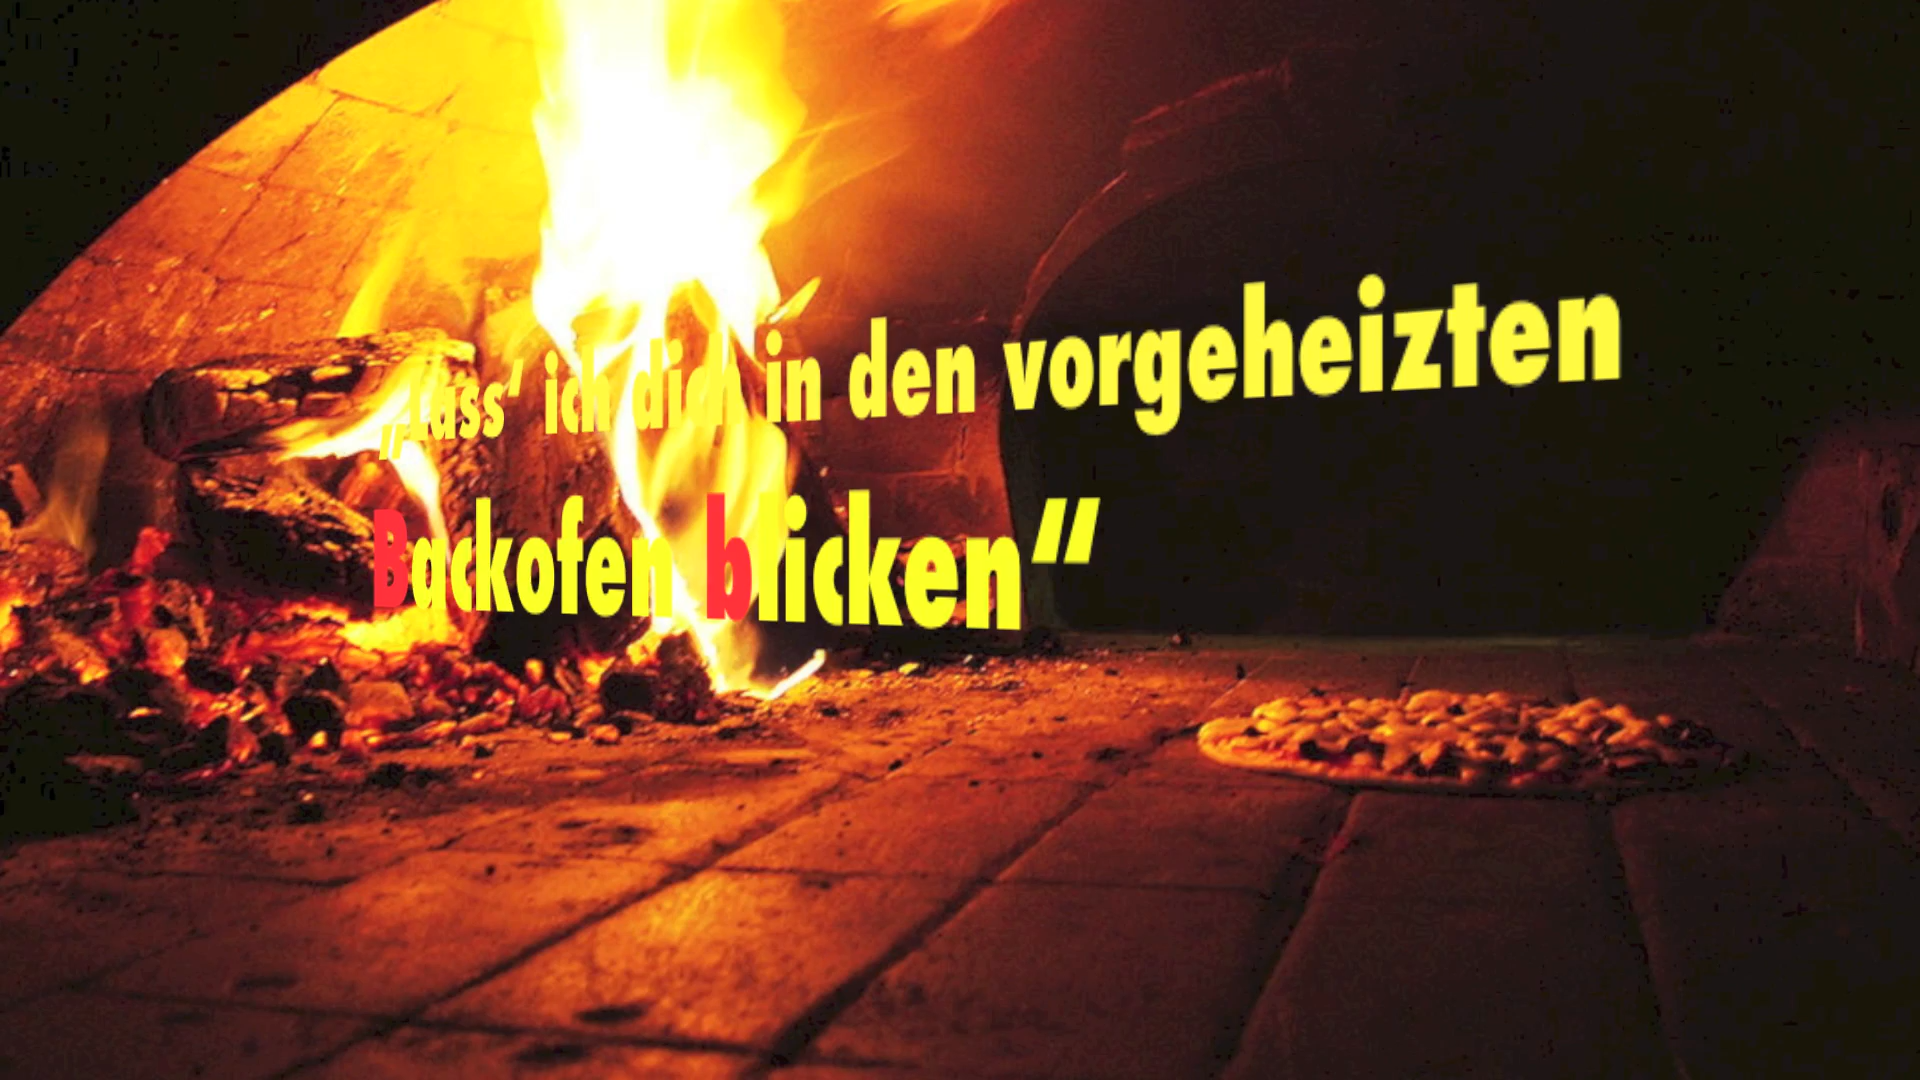 „Lass‘ ich dich in den vorgeheizten
Backofen blicken“